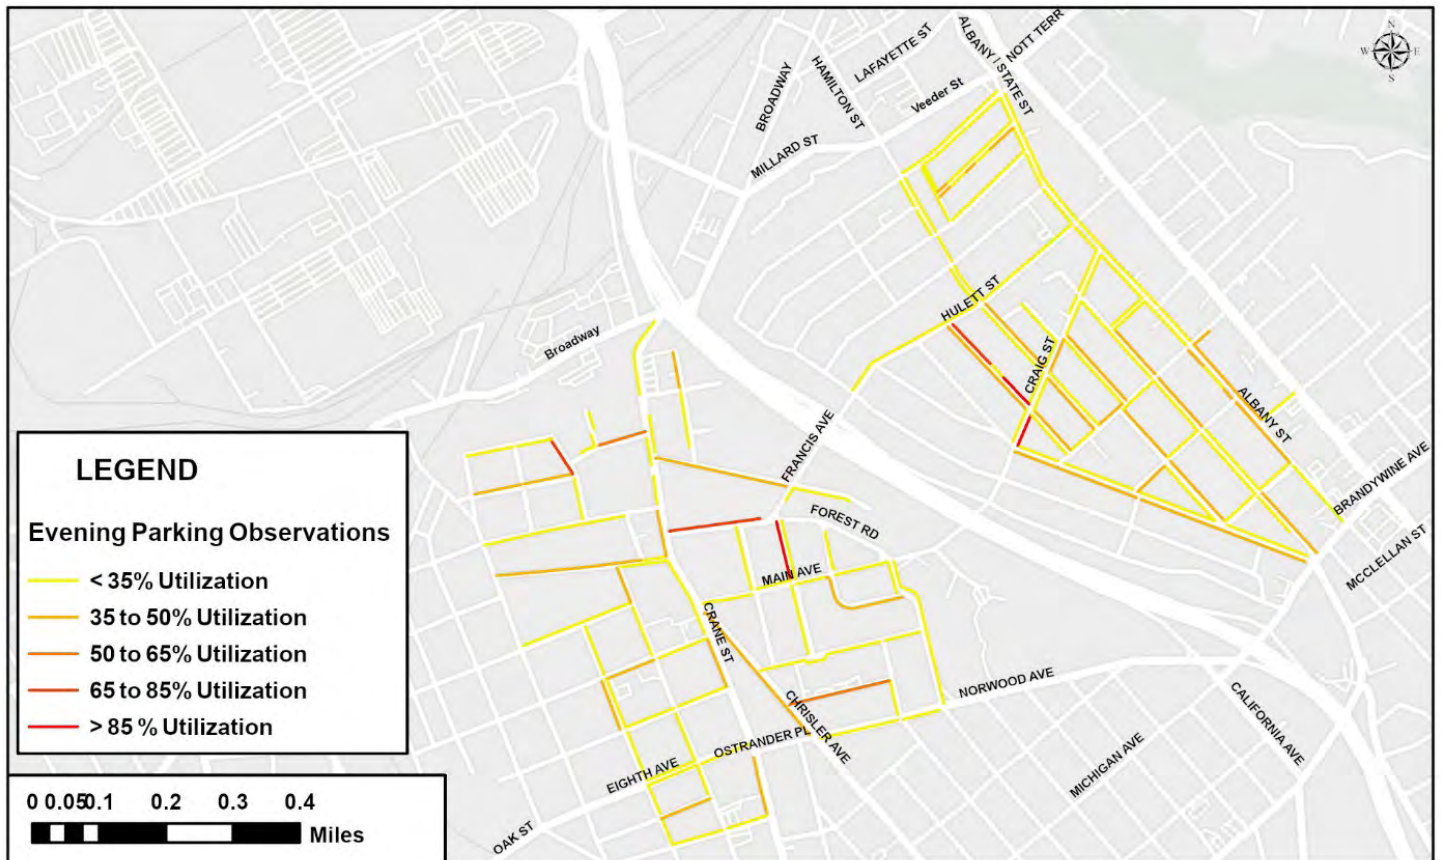 ALBANY / STATE ST
NOTT TERR
LAFAYETTE ST
HAMILTON ST
BROADWAY
Veeder St
MILLARD ST
N
W
E
S
HULETT ST
Broadway
CRAIG ST
ALBANY ST
FRANCIS AVE
BRANDYWINE AVE
FOREST RD
MCCLELLAN ST
MAIN AVE
CRANE ST
NORWOOD AVE
CHRISLER AVE
CALIFORNIA AVE
OSTRANDER PL
MICHIGAN AVE
EIGHTH AVE
OAK ST
LEGEND
Evening Parking Observations
< 35% Utilization
35 to 50% Utilization
50 to 65% Utilization
65 to 85% Utilization
> 85 % Utilization
0 0.05 0.1 0.2 0.3 0.4
Miles